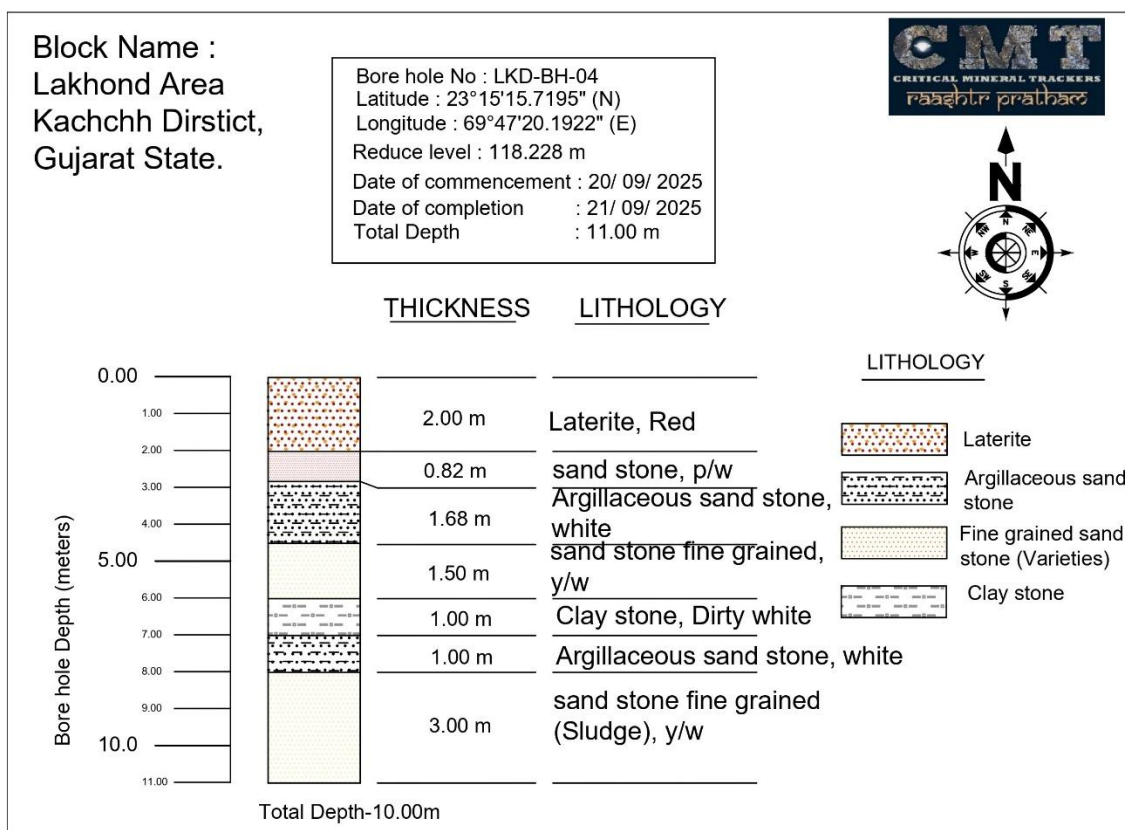 Block Name :
Lakhond Area
Kachchh Dirstict,
Gujarat State.
Bore hole No : LKD-BH-04
Latitude : 23°15'15.7195" (N)
Longitude : 69°47'20.1922" (E)
Reduce level : 118.228 m
Date of commencement : 20/ 09/ 2025
Date of completion : 21/ 09/ 2025
Total Depth : 11.00 m
CMT
CRITICAL MINERAL TRACKERS
raashtr pratham
N
N
NE
E
SE
S
SW
W
NW
THICKNESS
LITHOLOGY
Bore hole Depth (meters)
0.00
1.00
2.00
3.00
4.00
5.00
6.00
7.00
8.00
9.00
10.0
11.00
2.00 m
Laterite, Red
0.82 m
sand stone, p/w
1.68 m
Argillaceous sand stone,
white
1.50 m
sand stone fine grained,
y/w
1.00 m
Clay stone, Dirty white
1.00 m
Argillaceous sand stone, white
3.00 m
sand stone fine grained
(Sludge), y/w
Total Depth-10.00m
LITHOLOGY
Laterite
Argillaceous sand
stone
Fine grained sand
stone (Varieties)
Clay stone